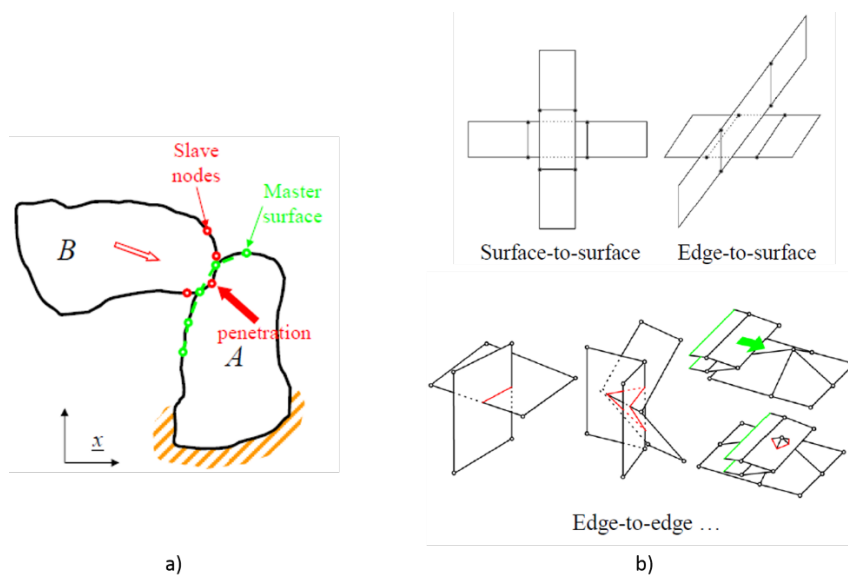 Slave
nodes
Master
surface
B
penetration
A
x
a)
Surface-to-surface
Edge-to-surface
Edge-to-edge ...
b)